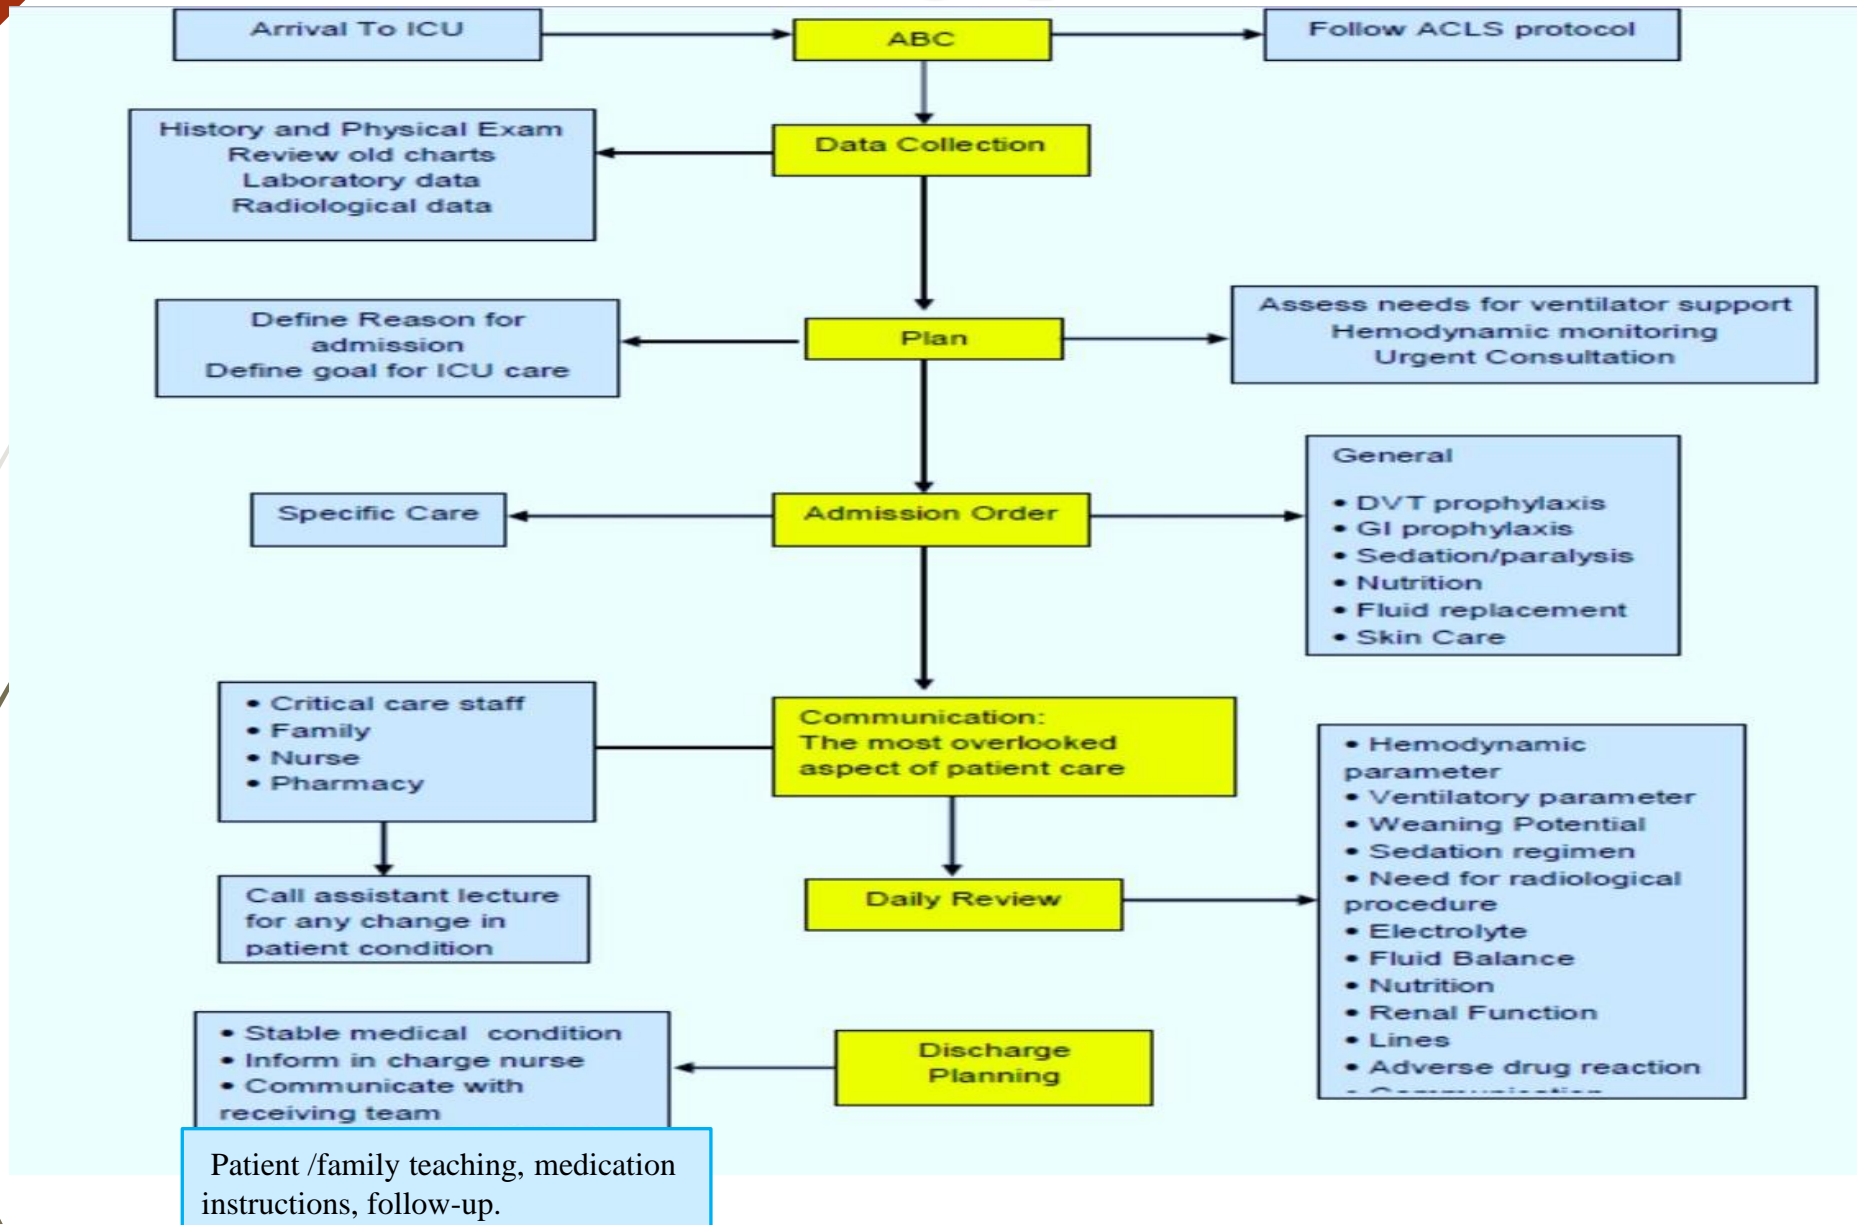 Arrival To ICU
ABC
Follow ACLS protocol
History and Physical Exam
Review old charts
Laboratory data
Radiological data
Data Collection
Define Reason for
admission
Define goal for ICU care
Plan
Assess needs for ventilator support
Hemodynamic monitoring
Urgent Consultation
Specific Care
Admission Order
General
• DVT prophylaxis
• GI prophylaxis
• Sedation/paralysis
• Nutrition
• Fluid replacement
• Skin Care
• Critical care staff
• Family
• Nurse
• Pharmacy
Communication:
The most overlooked
aspect of patient care
Call assistant lecture
for any change in
patient condition
Daily Review
• Hemodynamic
parameter
• Ventilatory parameter
• Weaning Potential
• Sedation regimen
• Need for radiological
procedure
• Electrolyte
• Fluid Balance
• Nutrition
• Renal Function
• Lines
• Adverse drug reaction
• Stable medical condition
• Inform in charge nurse
• Communicate with
receiving team
Discharge
Planning
Patient /family teaching, medication
instructions, follow-up.